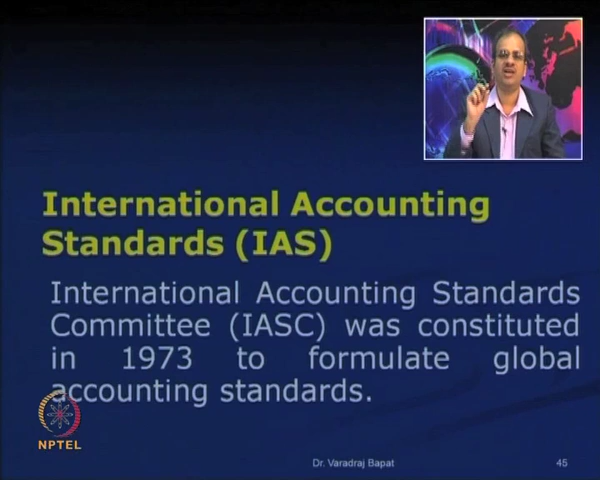 International Accounting
Standards (IAS)
International Accounting Standards
Committee (IASC) was constituted
in 1973 to formulate global
accounting standards.
NPTEL
Dr. Varadraj Bapat
45